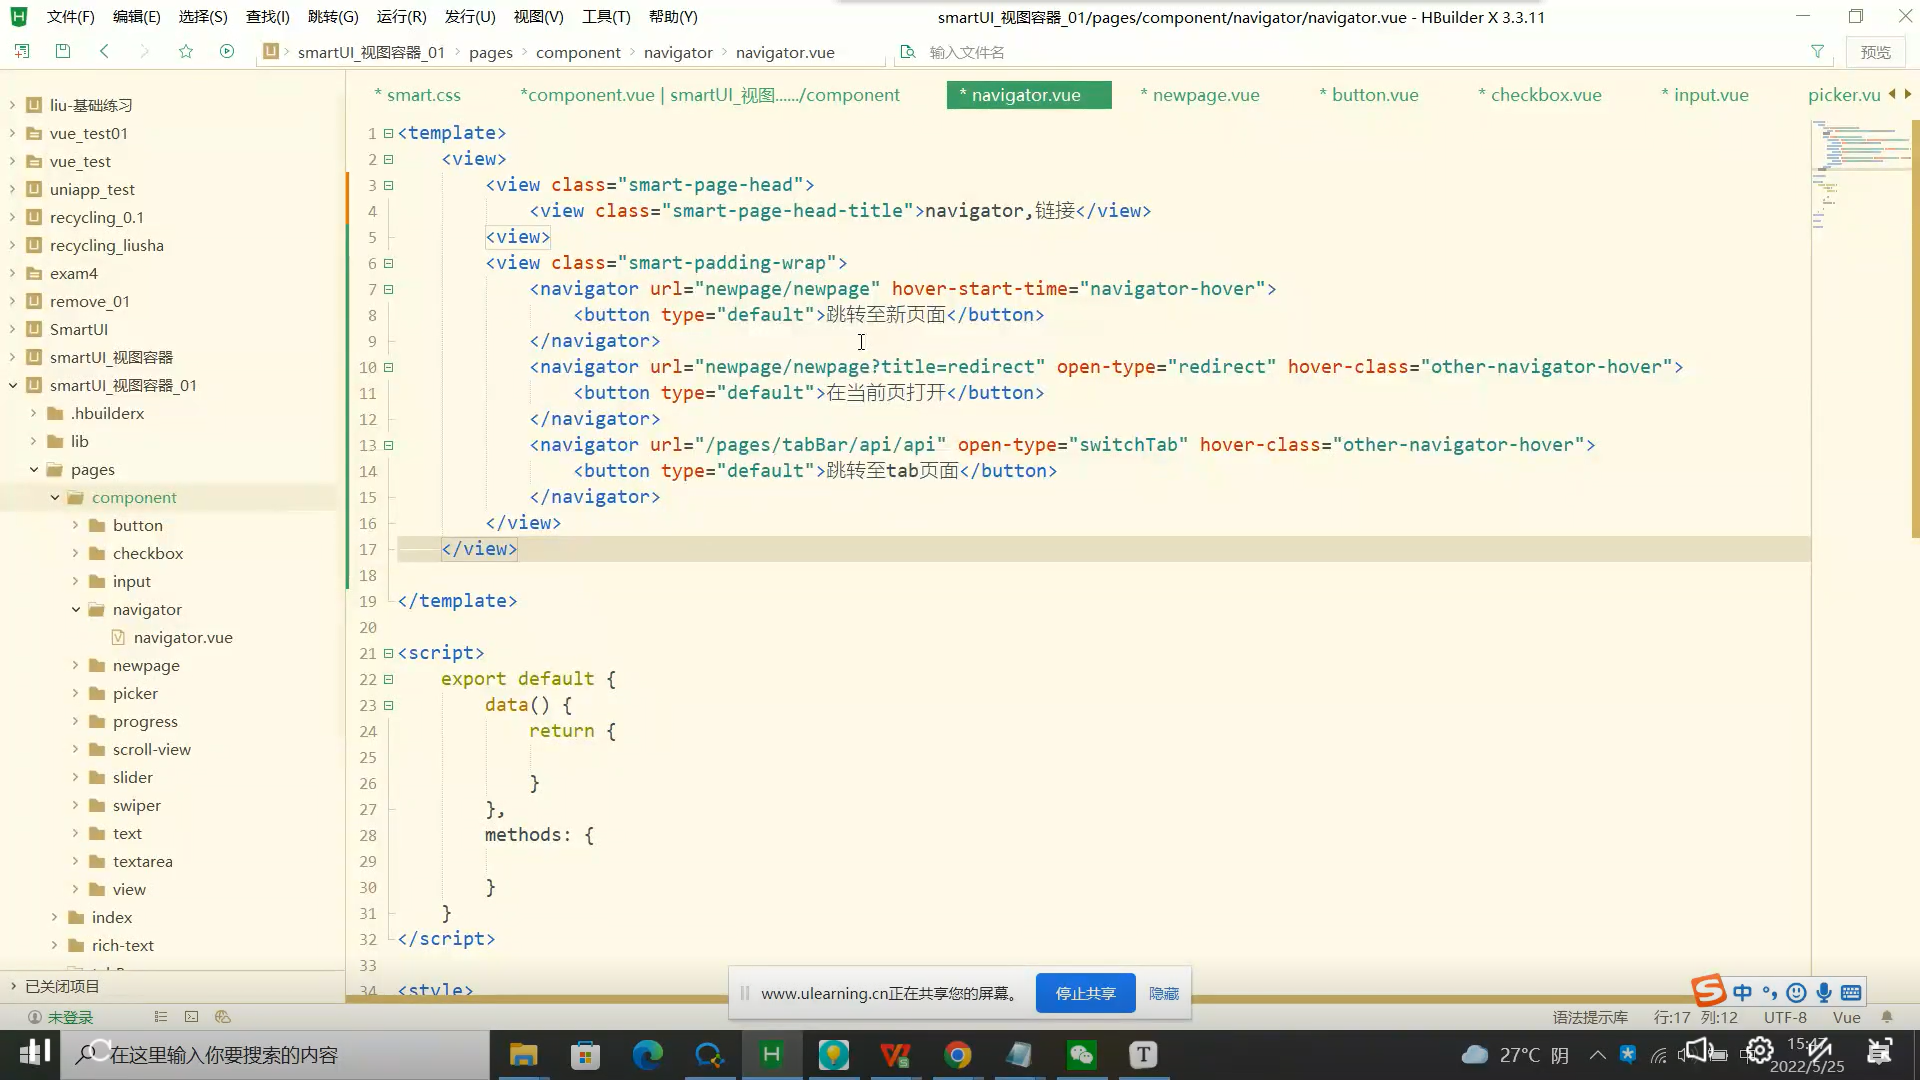 文件(F) 编辑(E) 选择(S) 查找(I) 跳转(G) 运行(R) 发行(U) 视图(V) 工具(T) 帮助(Y) smartUI_视图容器_01/pages/component/navigator/navigator.vue - HBuilder X 3.3.11
smartUI_视图容器_01 pages component navigator navigator.vue 输入文件名 预览
* smart.css *component.vue | smartUI_视图....../component * navigator.vue * newpage.vue * button.vue * checkbox.vue * input.vue picker.vu
liu-基础练习
vue_test01
vue_test
uniapp_test
recycling_0.1
recycling_liusha
exam4
remove_01
SmartUI
smartUI_视图容器
smartUI_视图容器_01
.hbuilderx
lib
pages
component
button
checkbox
input
navigator
navigator.vue
newpage
picker
progress
scroll-view
slider
swiper
text
textarea
view
index
rich-text
已关闭项目
未登录
1 <template>
2 <view>
3 <view class="smart-page-head">
4 <view class="smart-page-head-title">navigator,链接</view>
5 <view>
6 <view class="smart-padding-wrap">
7 <navigator url="newpage/newpage" hover-start-time="navigator-hover">
8 <button type="default">跳转至新页面</button>
9 </navigator>
10 <navigator url="newpage/newpage?title=redirect" open-type="redirect" hover-class="other-navigator-hover">
11 <button type="default">在当前页打开</button>
12 </navigator>
13 <navigator url="/pages/tabBar/api/api" open-type="switchTab" hover-class="other-navigator-hover">
14 <button type="default">跳转至tab页面</button>
15 </navigator>
16 </view>
17 </view>
18
19 </template>
20
21 <script>
22 export default {
23 data() {
24 return {
25
26 }
27 },
28 methods: {
29
30 }
31 }
32 </script>
33
34 <style>
www.ulearning.cn正在共享您的屏幕。 停止共享 隐藏
中
语法提示库 行:17 列:12 UTF-8 Vue
在这里输入你要搜索的内容
27°C 阴
2022/5/25